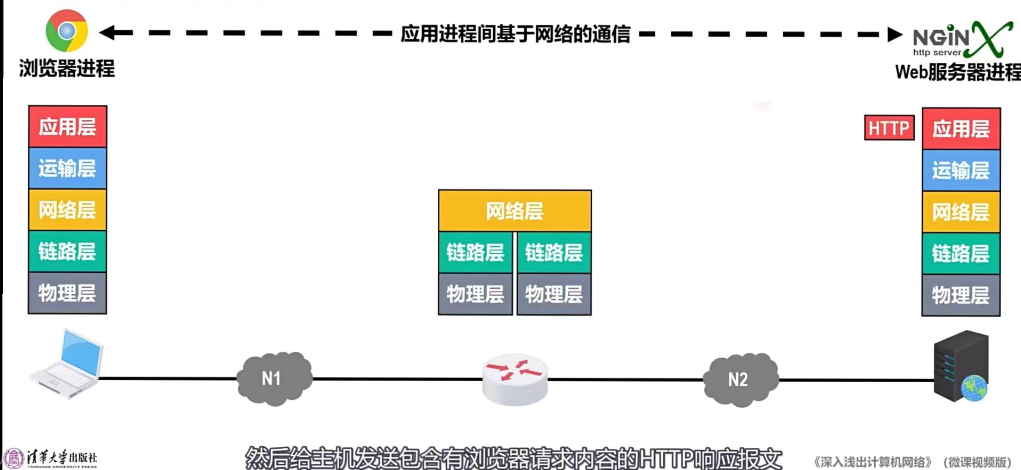 应用进程间基于网络的通信
NGiNX
http server
浏览器进程
Web服务器进程
应用层
运输层
网络层
链路层
物理层
网络层
链路层 链路层
物理层 物理层
HTTP
应用层
运输层
网络层
链路层
物理层
N1
N2
清华大学出版社
TSINGHUA UNIVERSITY PRESS
然后给主机发送包含有浏览器请求内容的HTTP响应报文
《深入浅出计算机网络》（微课视频版）